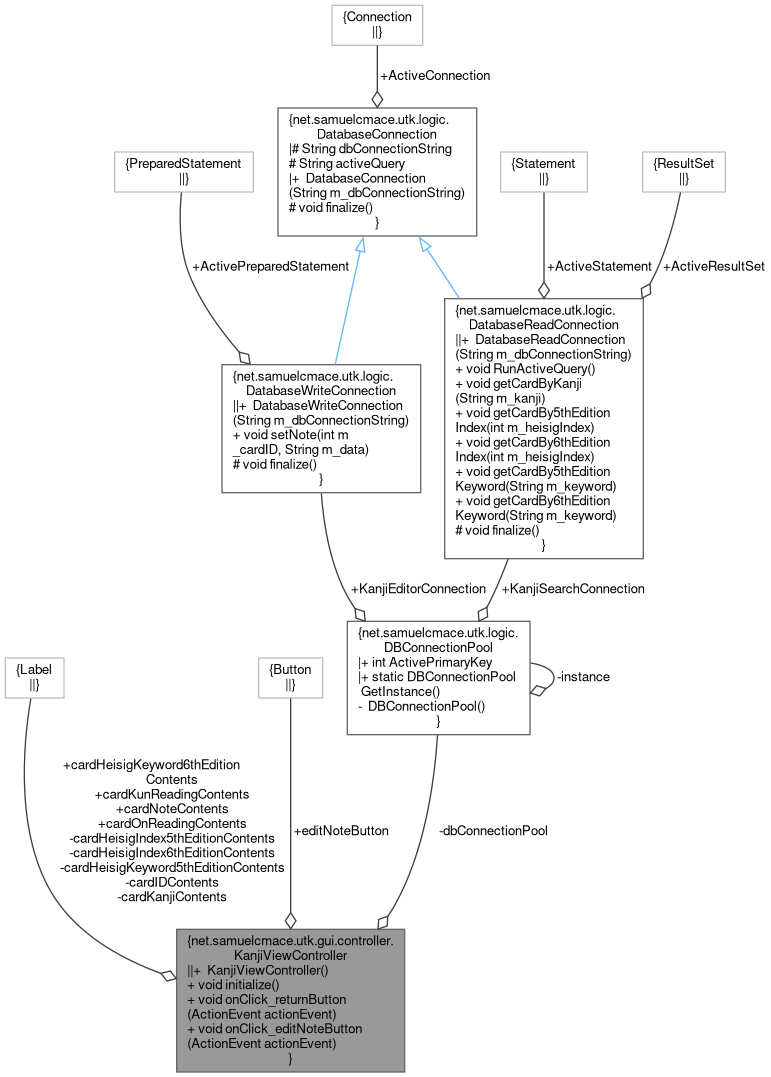 {Connection
||}
+ActiveConnection
{net.samuelcmace.utk.logic.
DatabaseConnection
|# String dbConnectionString
# String activeQuery
|+  DatabaseConnection
(String m_dbConnectionString)
# void finalize()
}
{PreparedStatement
||}
{Statement
||}
{ResultSet
||}
+ActivePreparedStatement
+ActiveStatement
+ActiveResultSet
{net.samuelcmace.utk.logic.
DatabaseReadConnection
||+  DatabaseReadConnection
(String m_dbConnectionString)
+ void RunActiveQuery()
+ void getCardByKanji
(String m_kanji)
+ void getCardBy5thEdition
Index(int m_heisigIndex)
+ void getCardBy6thEdition
Index(int m_heisigIndex)
+ void getCardBy5thEdition
Keyword(String m_keyword)
+ void getCardBy6thEdition
Keyword(String m_keyword)
# void finalize()
}
{net.samuelcmace.utk.logic.
DatabaseWriteConnection
||+  DatabaseWriteConnection
(String m_dbConnectionString)
+ void setNote(int m
_cardID, String m_data)
# void finalize()
}
+KanjiEditorConnection
+KanjiSearchConnection
{net.samuelcmace.utk.logic.
DBConnectionPool
|+ int ActivePrimaryKey
|+ static DBConnectionPool
GetInstance()
-  DBConnectionPool()
}
-instance
{Label
||}
{Button
||}
+cardHeisigKeyword6thEdition
Contents
+cardKunReadingContents
+cardNoteContents
+cardOnReadingContents
-cardHeisigIndex5thEditionContents
-cardHeisigIndex6thEditionContents
-cardHeisigKeyword5thEditionContents
-cardIDContents
-cardKanjiContents
+editNoteButton
-dbConnectionPool
{net.samuelcmace.utk.gui.controller.
KanjiViewController
||+  KanjiViewController()
+ void initialize()
+ void onClick_returnButton
(ActionEvent actionEvent)
+ void onClick_editNoteButton
(ActionEvent actionEvent)
}